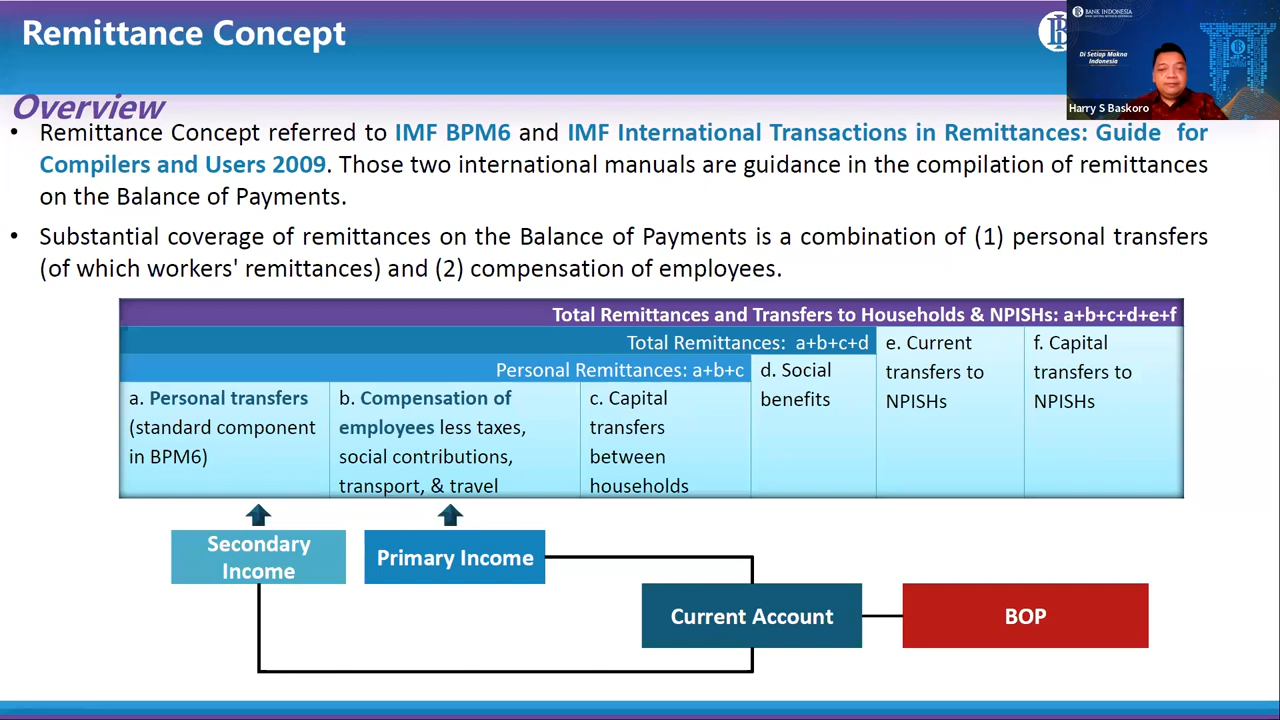 Remittance Concept
BANK INDONESIA
Di Setiap Makna
Indonesia
Harry S Baskoro
Overview
• Remittance Concept referred to IMF BPM6 and IMF International Transactions in Remittances: Guide for
Compilers and Users 2009. Those two international manuals are guidance in the compilation of remittances
on the Balance of Payments.
• Substantial coverage of remittances on the Balance of Payments is a combination of (1) personal transfers
(of which workers' remittances) and (2) compensation of employees.
Total Remittances and Transfers to Households & NPISHs: a+b+c+d+e+f
Total Remittances: a+b+c+d
Personal Remittances: a+b+c
a. Personal transfers
(standard component
in BPM6)
b. Compensation of
employees less taxes,
social contributions,
transport, & travel
c. Capital
transfers
between
households
d. Social
benefits
e. Current
transfers to
NPISHs
f. Capital
transfers to
NPISHs
Secondary
Income
Primary Income
Current Account
BOP